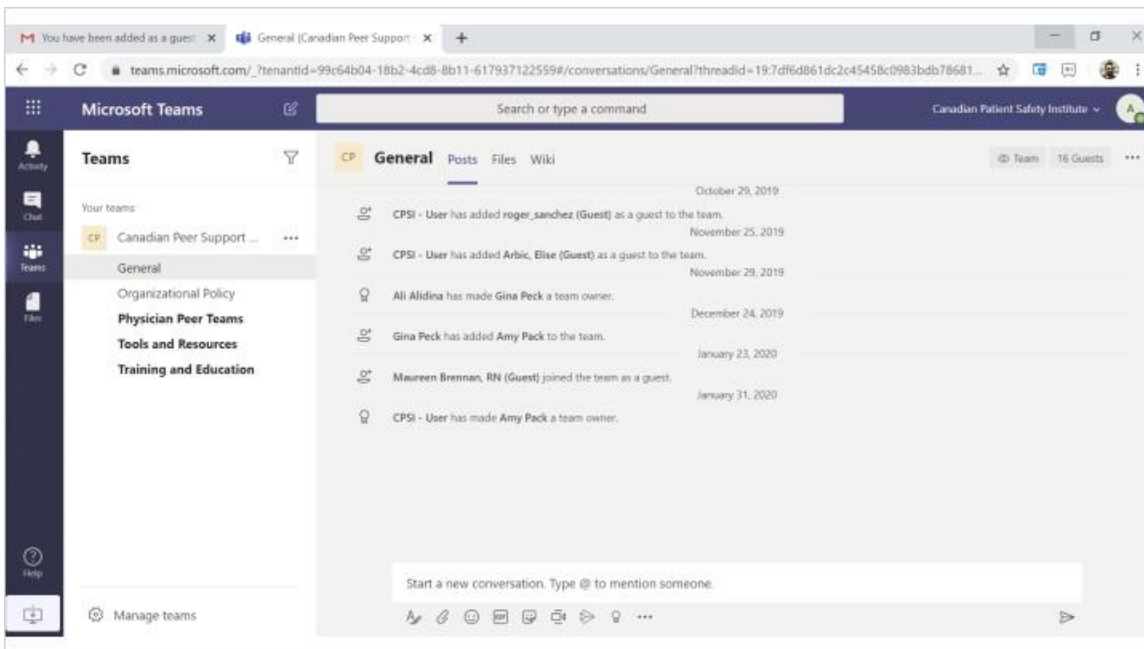 You have been added as a guest
General (Canadian Peer Support
teams.microsoft.com/_?tenantId=99c64b04-18b2-4cd8-8b11-617937122559#/conversations/General?threadId=19:7df6d861dc2c45458c0983bdb78681...
Microsoft Teams
Search or type a command
Canadian Patient Safety Institute
A
Activity
Chat
Teams
Files
Help
Teams
Your teams
CP Canadian Peer Support ... •••
General
Organizational Policy
Physician Peer Teams
Tools and Resources
Training and Education
Manage teams
CP General Posts Files Wiki
Team 16 Guests •••
October 29, 2019
CPSI - User has added roger_sanchez (Guest) as a guest to the team.
November 25, 2019
CPSI - User has added Arbic, Elise (Guest) as a guest to the team.
November 29, 2019
Ali Alidina has made Gina Peck a team owner.
December 24, 2019
Gina Peck has added Amy Pack to the team.
January 23, 2020
Maureen Brennan, RN (Guest) joined the team as a guest.
January 31, 2020
CPSI - User has made Amy Pack a team owner.
Start a new conversation. Type @ to mention someone.